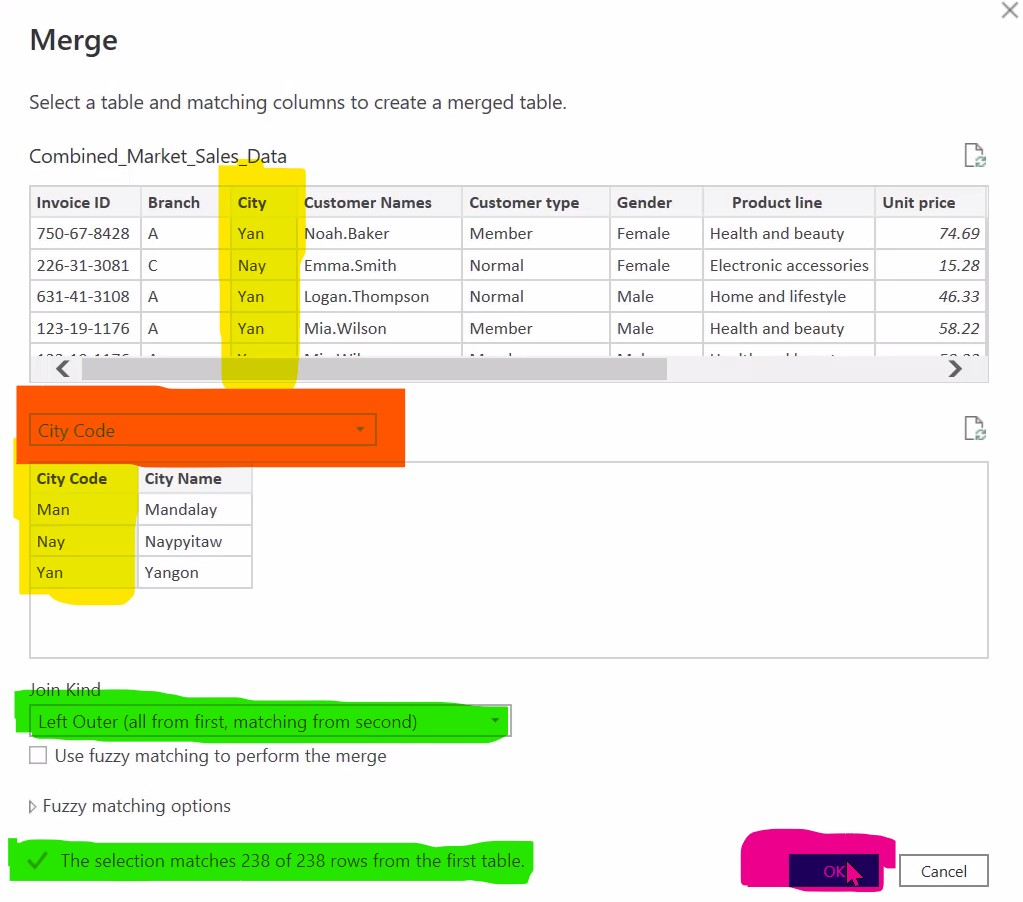 Merge
Select a table and matching columns to create a merged table.
Combined_Market_Sales_Data
Invoice ID Branch City Customer Names Customer type Gender Product line Unit price
750-67-8428 A Yan Noah.Baker Member Female Health and beauty 74.69
226-31-3081 C Nay Emma.Smith Normal Female Electronic accessories 15.28
631-41-3108 A Yan Logan.Thompson Normal Male Home and lifestyle 46.33
123-19-1176 A Yan Mia.Wilson Member Male Health and beauty 58.22
City Code
City Code City Name
Man Mandalay
Nay Naypyitaw
Yan Yangon
Join Kind
Left Outer (all from first, matching from second)
Use fuzzy matching to perform the merge
Fuzzy matching options
The selection matches 238 of 238 rows from the first table.
OK Cancel